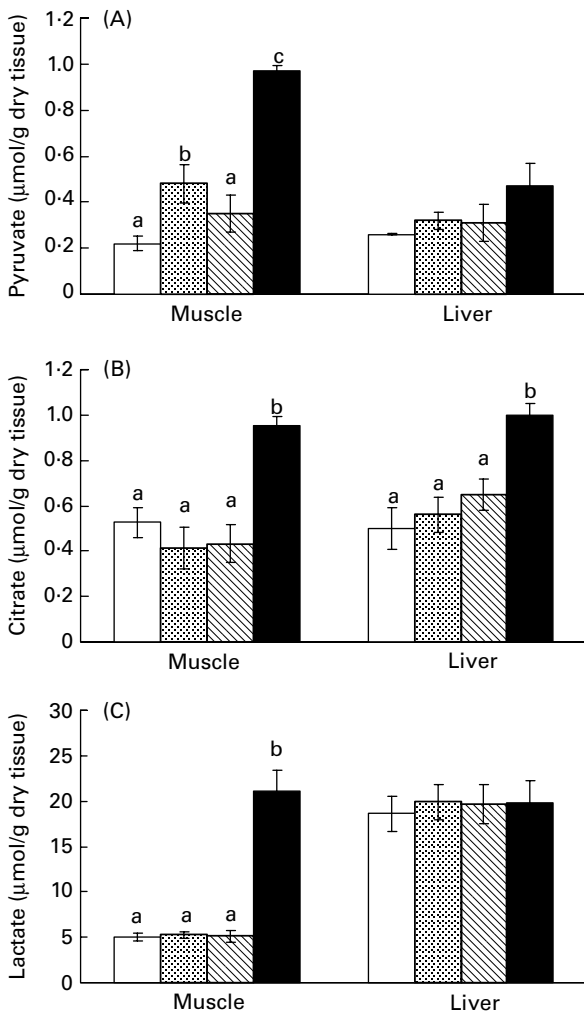 (A)
Pyruvate (µmol/g dry tissue)
1·2
1·0
0·8
0·6
0·4
0·2
0
a
b
a
c
Muscle
Liver
(B)
Citrate (µmol/g dry tissue)
1·2
1·0
0·8
0·6
0·4
0·2
0
a
a
a
b
a
a
a
b
Muscle
Liver
(C)
Lactate (µmol/g dry tissue)
30
25
20
15
10
5
0
a
a
a
b
Muscle
Liver